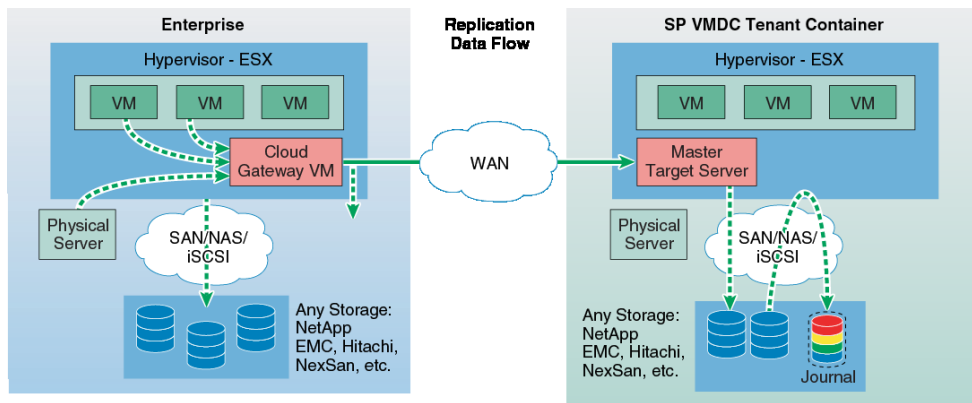 Enterprise
Hypervisor - ESX
VM
VM
VM
Cloud
Gateway VM
Physical
Server
SAN/NAS/
iSCSI
Any Storage:
NetApp
EMC, Hitachi,
NexSan, etc.
Replication
Data Flow
WAN
SP VMDC Tenant Container
Hypervisor - ESX
VM
VM
VM
Master
Target Server
Physical
Server
SAN/NAS/
iSCSI
Any Storage:
NetApp
EMC, Hitachi,
NexSan, etc.
Journal